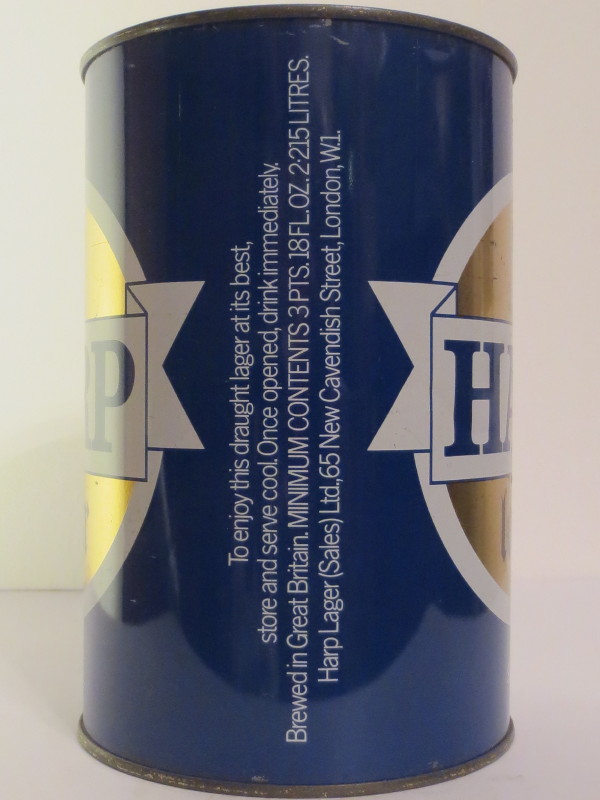 To enjoy this draught lager at its best,
store and serve cool. Once opened, drink immediately.
Brewed in Great Britain. MINIMUM CONTENTS 3 PTS. 18 FL. OZ. 2·215 LITRES.
Harp Lager (Sales) Ltd., 65 New Cavendish Street, London, W.1.
RP
HA